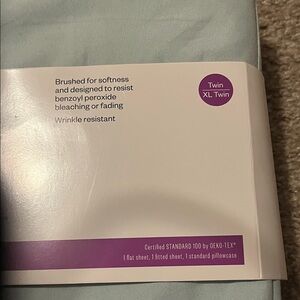 Brushed for softness
and designed to resist
benzoyl peroxide
bleaching or fading
Wrinkle resistant
Twin
XL Twin
Certified STANDARD 100 by OEKO-TEX®
1 flat sheet, 1 fitted sheet, 1 standard pillowcase